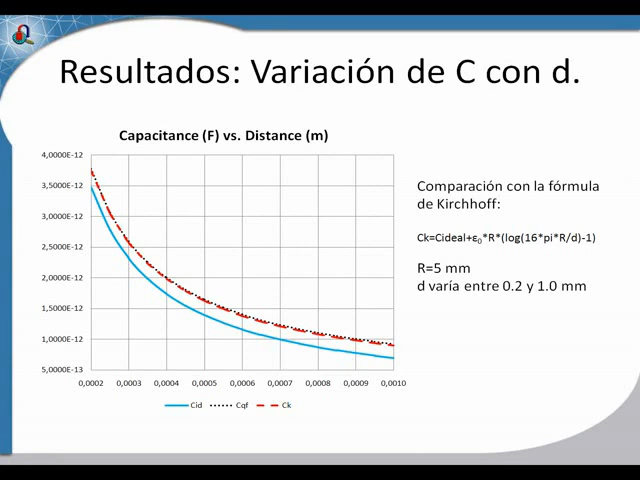 Resultados: Variación de C con d.
Capacitance (F) vs. Distance (m)
4,0000E-12
3,5000E-12
3,0000E-12
2,5000E-12
2,0000E-12
1,5000E-12
1,0000E-12
5,0000E-13
0,0002 0,0003 0,0004 0,0005 0,0006 0,0007 0,0008 0,0009 0,0010
Cid Cqf Ck
Comparación con la fórmula
de Kirchhoff:
Ck=Cideal+ε₀*R*(log(16*pi*R/d)-1)
R=5 mm
d varía entre 0.2 y 1.0 mm